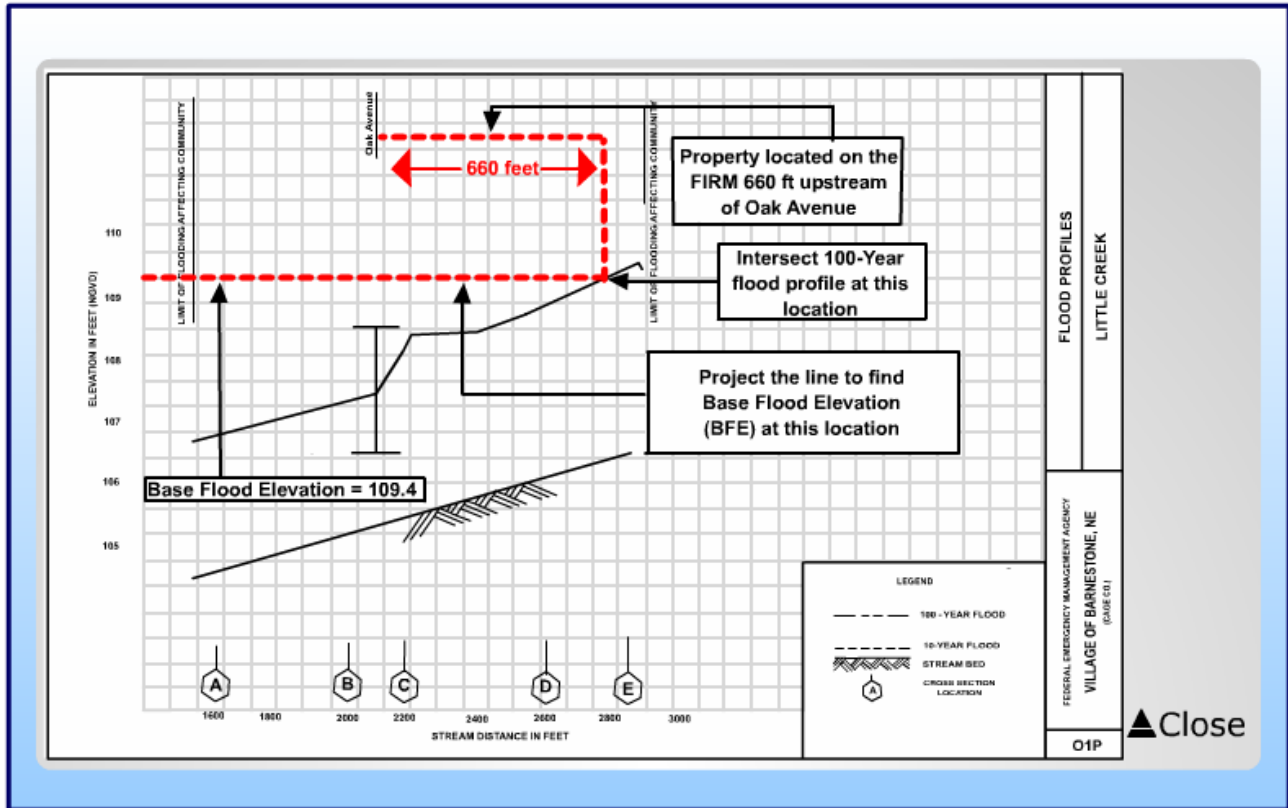 LIMIT OF FLOODING AFFECTING COMMUNITY
Oak Avenue
LIMIT OF FLOODING AFFECTING COMMUNITY
660 feet
Property located on the
FIRM 660 ft upstream
of Oak Avenue
Intersect 100-Year
flood profile at this
location
Project the line to find
Base Flood Elevation
(BFE) at this location
Base Flood Elevation = 109.4
ELEVATION IN FEET (NGVD)
110
109
108
107
106
105
A
B
C
D
E
1600
1800
2000
2200
2400
2600
2800
3000
STREAM DISTANCE IN FEET
LEGEND
100 - YEAR FLOOD
10-YEAR FLOOD
STREAM BED
A
CROSS SECTION
LOCATION
FLOOD PROFILES
LITTLE CREEK
FEDERAL EMERGENCY MANAGEMENT AGENCY
VILLAGE OF BARNESTONE, NE
(CAGE CO.)
O1P
Close